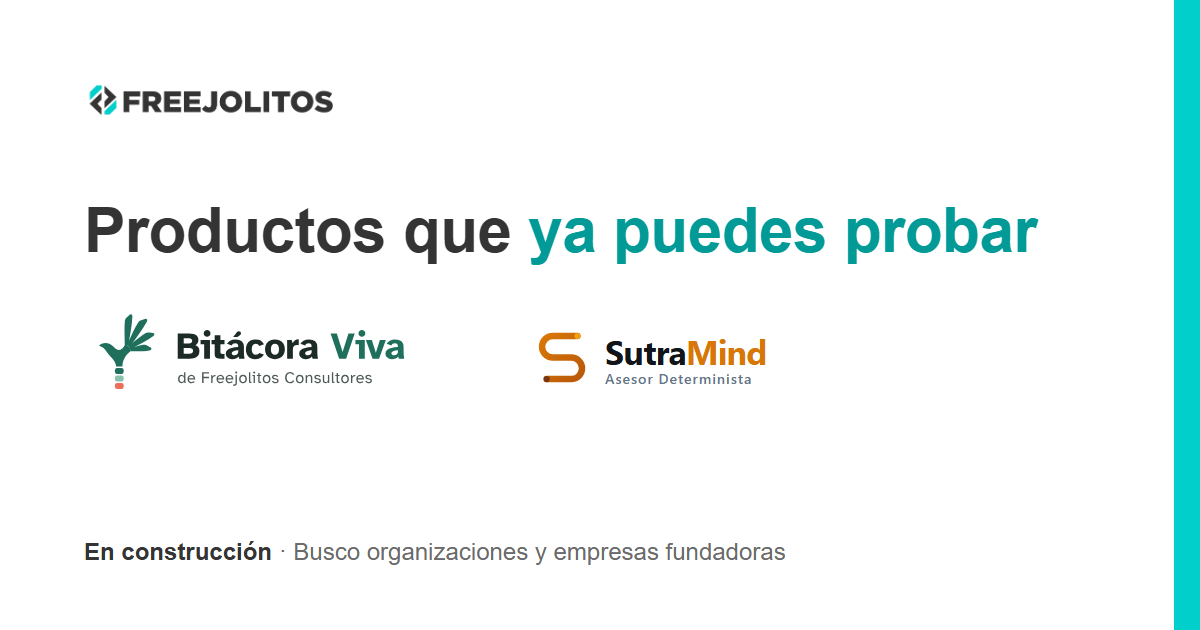 FREEJOLITOS
Productos que ya puedes probar
Bitácora Viva
de Freejolitos Consultores
SutraMind
Asesor Determinista
En construcción · Busco organizaciones y empresas fundadoras